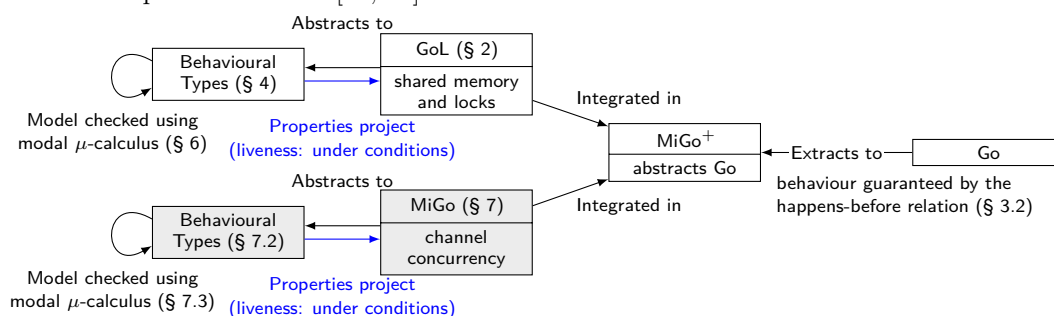 Abstracts to
GoL (§ 2)
shared memory
and locks
Behavioural
Types (§ 4)
Model checked using
modal μ-calculus (§ 6)
Properties project
(liveness: under conditions)
Integrated in
MiGo⁺
abstracts Go
Extracts to
Go
behaviour guaranteed by the
happens-before relation (§ 3.2)
Abstracts to
MiGo (§ 7)
channel
concurrency
Integrated in
Behavioural
Types (§ 7.2)
Model checked using
modal μ-calculus (§ 7.3)
Properties project
(liveness: under conditions)